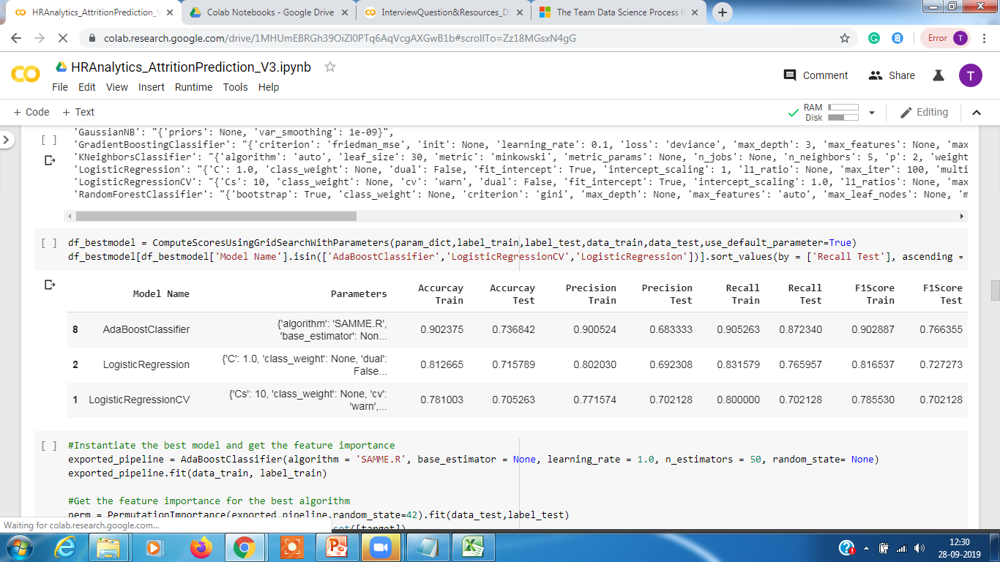 HRAnalytics_AttritionPrediction_V
Colab Notebooks - Google Drive
InterviewQuestion&Resources_D
The Team Data Science Process li
colab.research.google.com/drive/1MHUmEBRGh39OiZl0PTq6AqVcgAXGwB1b#scrollTo=Zz18MGsxN4gG
Error T
HRAnalytics_AttritionPrediction_V3.ipynb
File Edit View Insert Runtime Tools Help
Comment Share T
+ Code + Text
RAM
Disk
Editing
[ ] 'GaussianNB': "{'priors': None, 'var_smoothing': 1e-09}",
'GradientBoostingClassifier': "{'criterion': 'friedman_mse', 'init': None, 'learning_rate': 0.1, 'loss': 'deviance', 'max_depth': 3, 'max_features': None, 'max
'KNeighborsClassifier': "{'algorithm': 'auto', 'leaf_size': 30, 'metric': 'minkowski', 'metric_params': None, 'n_jobs': None, 'n_neighbors': 5, 'p': 2, 'weight
'LogisticRegression': "{'C': 1.0, 'class_weight': None, 'dual': False, 'fit_intercept': True, 'intercept_scaling': 1, 'l1_ratio': None, 'max_iter': 100, 'multi
'LogisticRegressionCV': "{'Cs': 10, 'class_weight': None, 'cv': 'warn', 'dual': False, 'fit_intercept': True, 'intercept_scaling': 1.0, 'l1_ratios': None, 'max
'RandomForestClassifier': "{'bootstrap': True, 'class_weight': None, 'criterion': 'gini', 'max_depth': None, 'max_features': 'auto', 'max_leaf_nodes': None, 'm
[ ] df_bestmodel = ComputeScoresUsingGridSearchWithParameters(param_dict,label_train,label_test,data_train,data_test,use_default_parameter=True)
df_bestmodel[df_bestmodel['Model Name'].isin(['AdaBoostClassifier','LogisticRegressionCV','LogisticRegression'])].sort_values(by = ['Recall Test'], ascending =
Model Name Parameters Accurcay Train Accurcay Test Precision Train Precision Test Recall Train Recall Test F1Score Train F1Score Test
8 AdaBoostClassifier {'algorithm': 'SAMME.R', 'base_estimator': Non... 0.902375 0.736842 0.900524 0.683333 0.905263 0.872340 0.902887 0.766355
2 LogisticRegression {'C': 1.0, 'class_weight': None, 'dual': False... 0.812665 0.715789 0.802030 0.692308 0.831579 0.765957 0.816537 0.727273
1 LogisticRegressionCV {'Cs': 10, 'class_weight': None, 'cv': 'warn',... 0.781003 0.705263 0.771574 0.702128 0.800000 0.702128 0.785530 0.702128
[ ] #Instantiate the best model and get the feature importance
exported_pipeline = AdaBoostClassifier(algorithm = 'SAMME.R', base_estimator = None, learning_rate = 1.0, n_estimators = 50, random_state= None)
exported_pipeline.fit(data_train, label_train)
#Get the feature importance for the best algorithm
perm = PermutationImportance(exported_pipeline,random_state=42).fit(data_test,label_test)
Waiting for colab.research.google.com...
12:30
28-09-2019